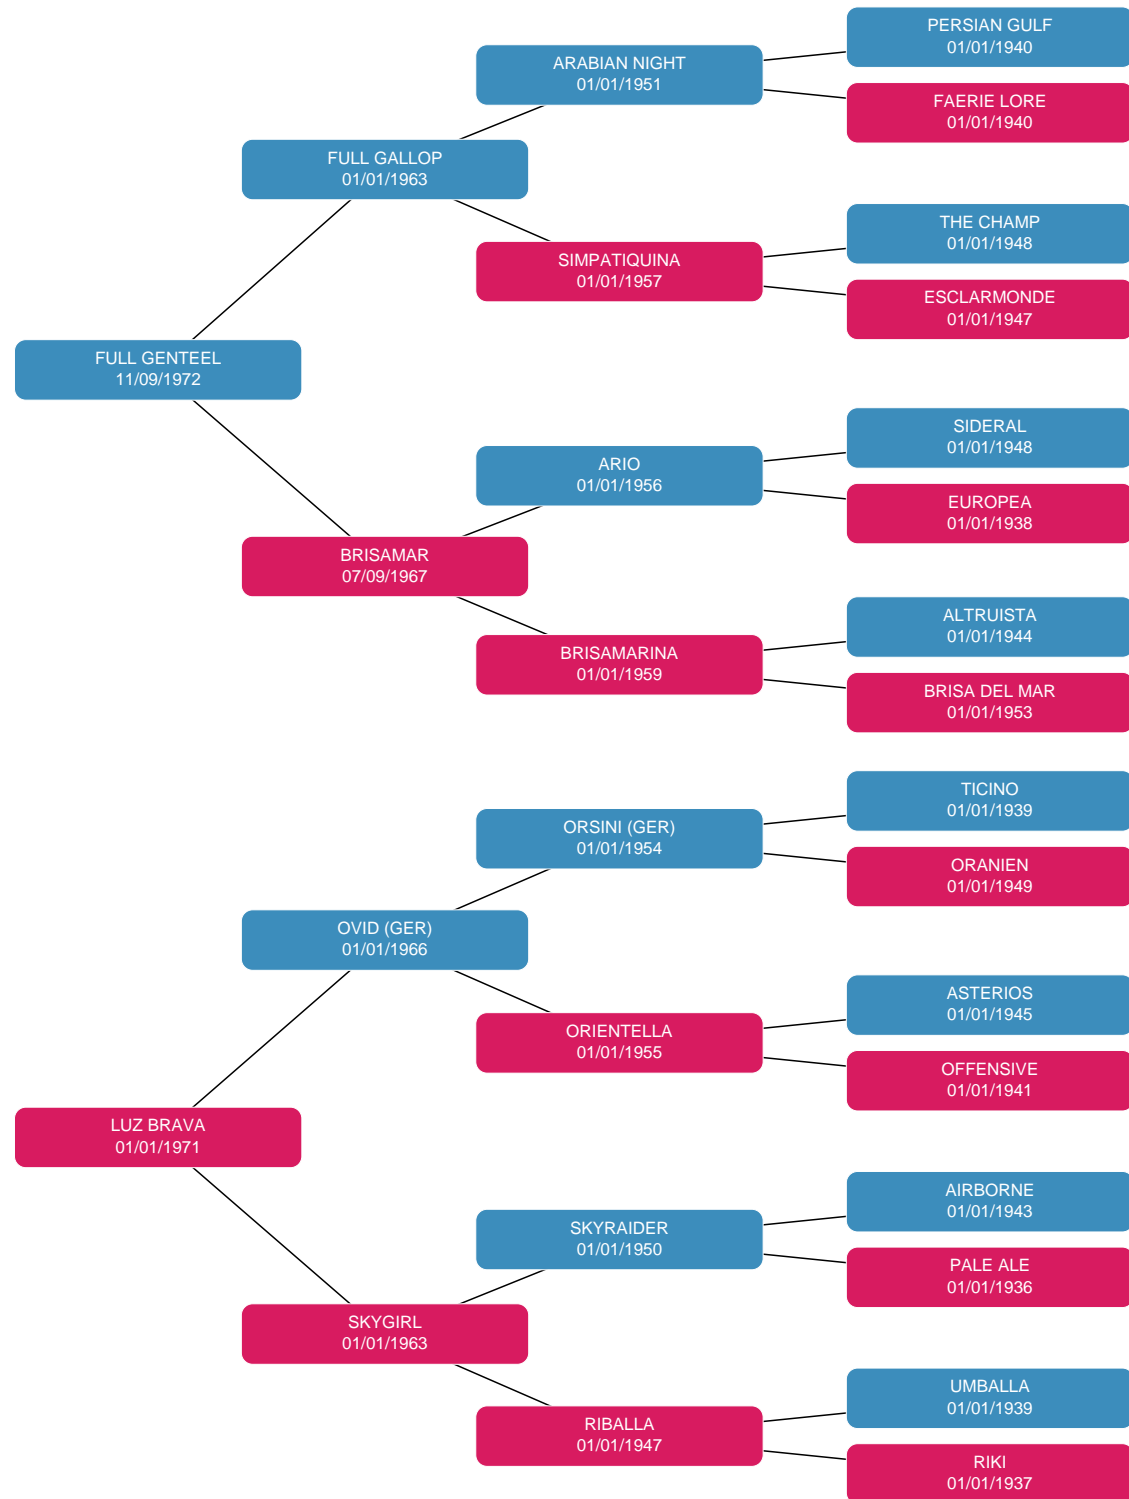 PERSIAN GULF
01/01/1940
ARABIAN NIGHT
01/01/1951
FAERIE LORE
01/01/1940
FULL GALLOP
01/01/1963
THE CHAMP
01/01/1948
SIMPATIQUINA
01/01/1957
ESCLARMONDE
01/01/1947
FULL GENTEEL
11/09/1972
SIDERAL
01/01/1948
ARIO
01/01/1956
EUROPEA
01/01/1938
BRISAMAR
07/09/1967
ALTRUISTA
01/01/1944
BRISAMARINA
01/01/1959
BRISA DEL MAR
01/01/1953
TICINO
01/01/1939
ORSINI (GER)
01/01/1954
ORANIEN
01/01/1949
OVID (GER)
01/01/1966
ASTERIOS
01/01/1945
ORIENTELLA
01/01/1955
OFFENSIVE
01/01/1941
LUZ BRAVA
01/01/1971
AIRBORNE
01/01/1943
SKYRAIDER
01/01/1950
PALE ALE
01/01/1936
SKYGIRL
01/01/1963
UMBALLA
01/01/1939
RIBALLA
01/01/1947
RIKI
01/01/1937